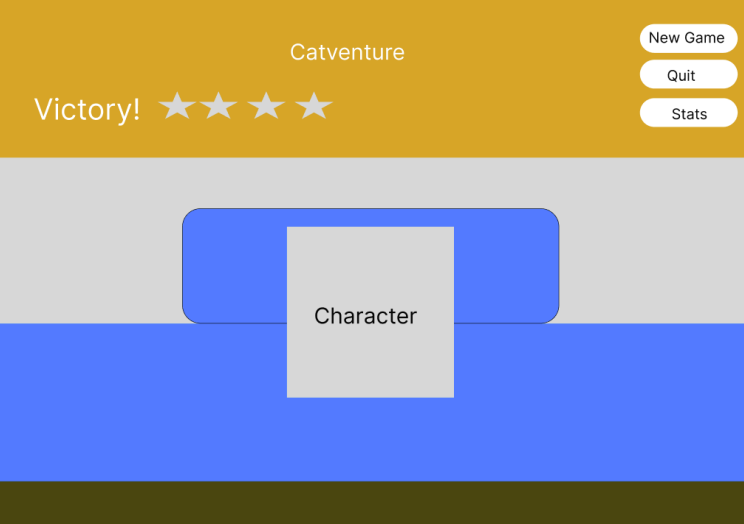 Catventure
New Game
Quit
Victory!
Stats
Character